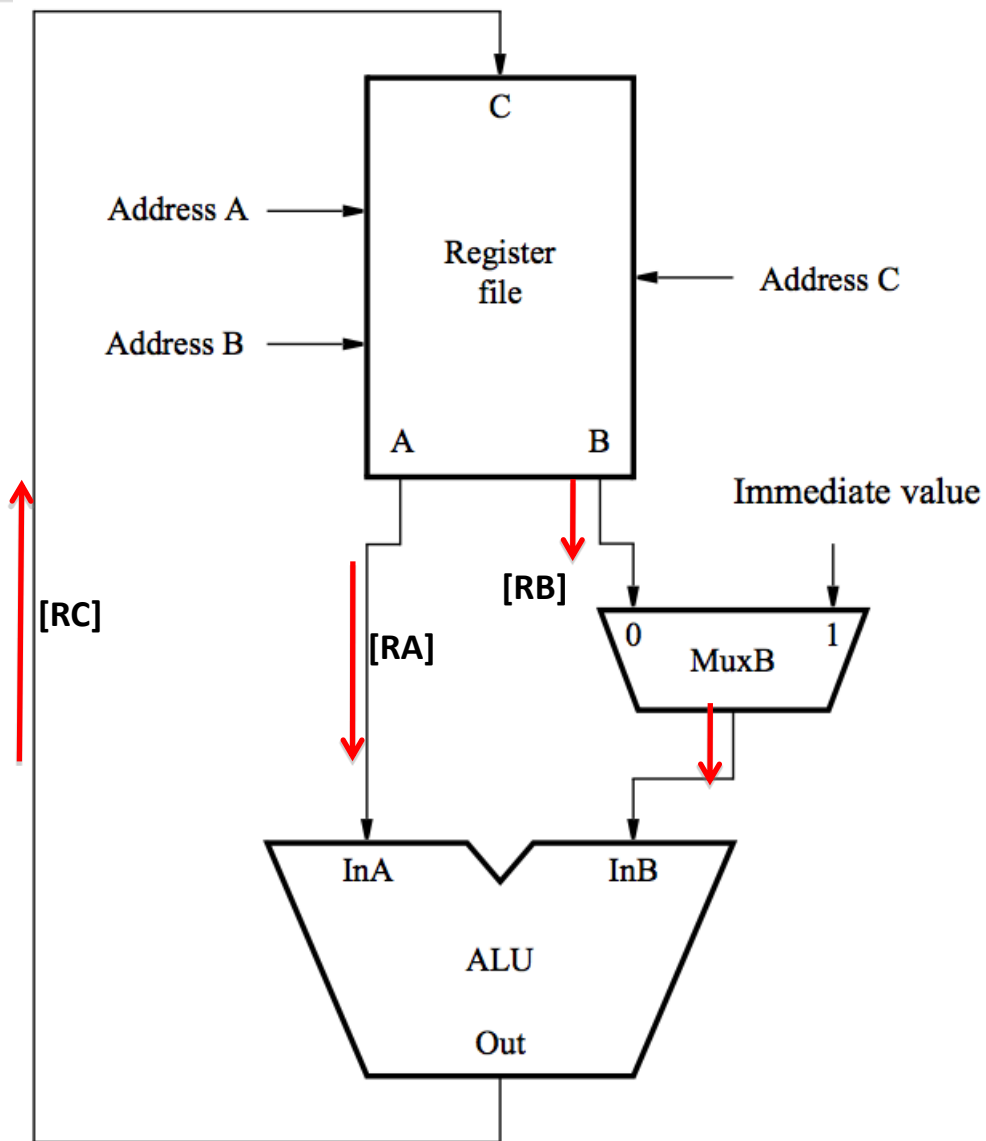 C
Address A
Register
file
Address C
Address B
A
B
Immediate value
[RB]
[RC]
[RA]
0
1
MuxB
InA
InB
ALU
Out